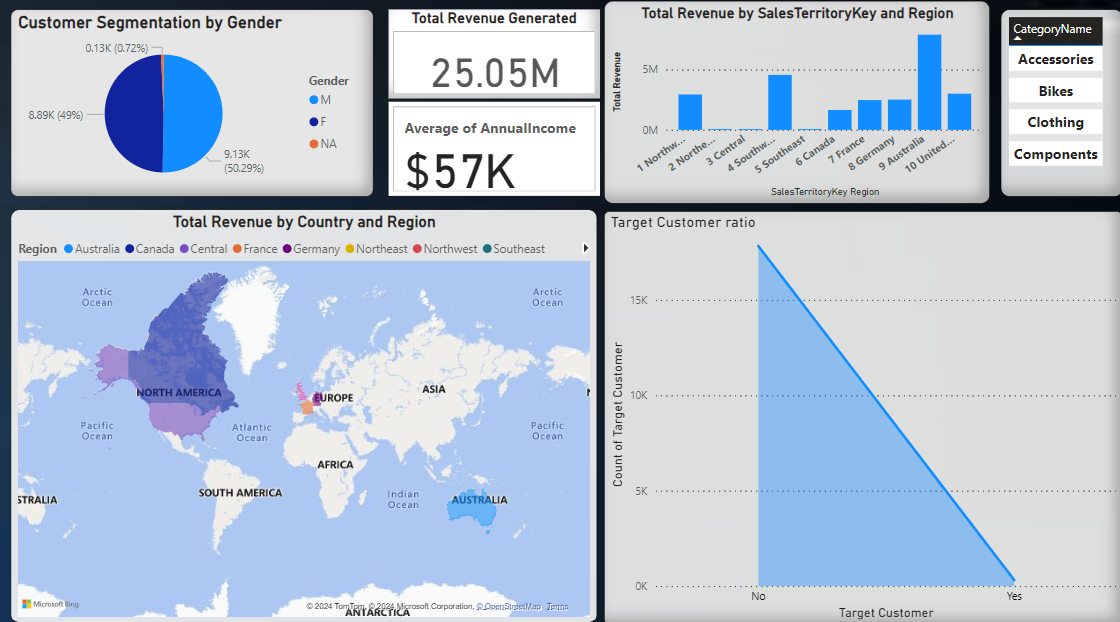 Customer Segmentation by Gender
0.13K (0.72%)
8.89K (49%)
9.13K
(50.29%)
Gender
M
F
NA
Total Revenue Generated
25.05M
Average of AnnualIncome
$57K
Total Revenue by SalesTerritoryKey and Region
Total Revenue
5M
0M
1 Northw...
2 Northe...
3 Central
4 Southw...
5 Southeast
6 Canada
7 France
8 Germany
9 Australia
10 United...
SalesTerritoryKey Region
CategoryName
Accessories
Bikes
Clothing
Components
Total Revenue by Country and Region
Region Australia Canada Central France Germany Northeast Northwest Southeast
Arctic
Ocean
Arctic
Ocean
NORTH AMERICA
EUROPE
ASIA
Pacific
Ocean
Atlantic
Ocean
Pacific
Ocean
AFRICA
SOUTH AMERICA
Indian
Ocean
STRALIA
AUSTRALIA
Microsoft Bing
© 2024 TomTom, © 2024 Microsoft Corporation, © OpenStreetMap Terms
ANTARCTICA
Target Customer ratio
Count of Target Customer
15K
10K
5K
0K
No
Yes
Target Customer